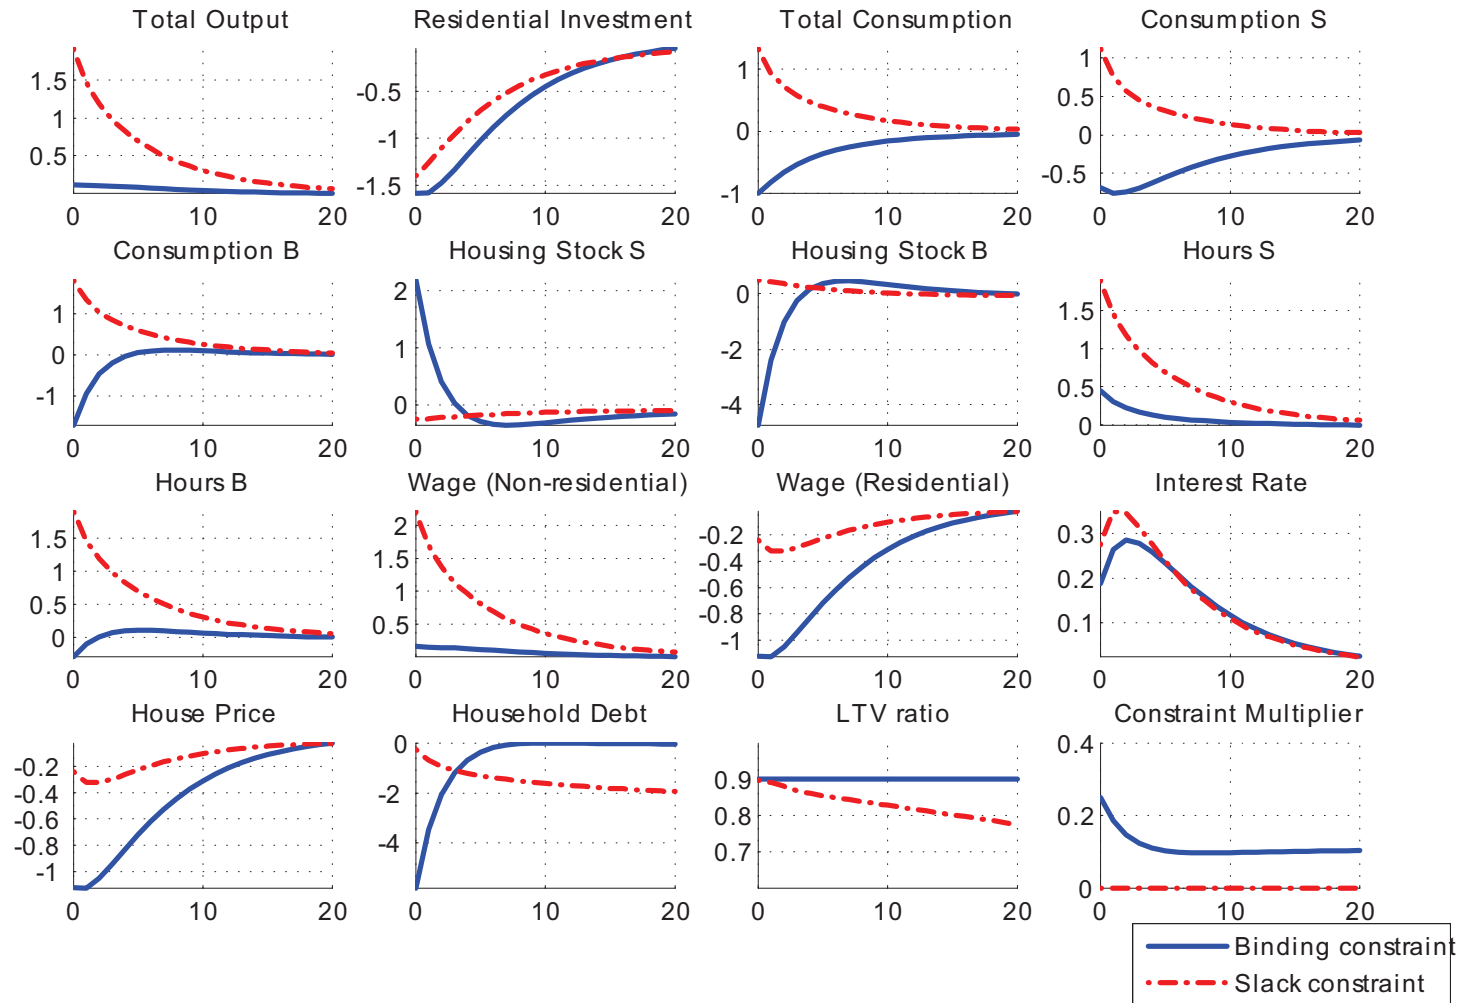 Total Output
Residential Investment
Total Consumption
Consumption S
1.5
0.5
0 10 20
-0.5
-1
-1.5
0 10 20
1
0
-1
0 10 20
1
0.5
0
-0.5
0 10 20
Consumption B
Housing Stock S
Housing Stock B
Hours S
1
0
-1
0 10 20
2
1
0
0 10 20
0
-2
-4
0 10 20
1.5
1
0.5
0
0 10 20
Hours B
Wage (Non-residential)
Wage (Residential)
Interest Rate
1.5
1
0.5
0
0 10 20
2
1.5
1
0.5
0 10 20
-0.2
-0.4
-0.6
-0.8
-1
0 10 20
0.3
0.2
0.1
0 10 20
House Price
Household Debt
LTV ratio
Constraint Multiplier
-0.2
-0.4
-0.6
-0.8
-1
0 10 20
0
-2
-4
0 10 20
0.9
0.8
0.7
0 10 20
0.4
0.2
0
0 10 20
Binding constraint
Slack constraint